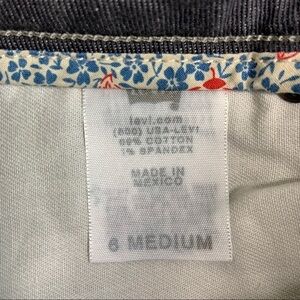 levi.com
(800) USA-LEVI
99% COTTON
1% SPANDEX
MADE IN
MEXICO
6 MEDIUM